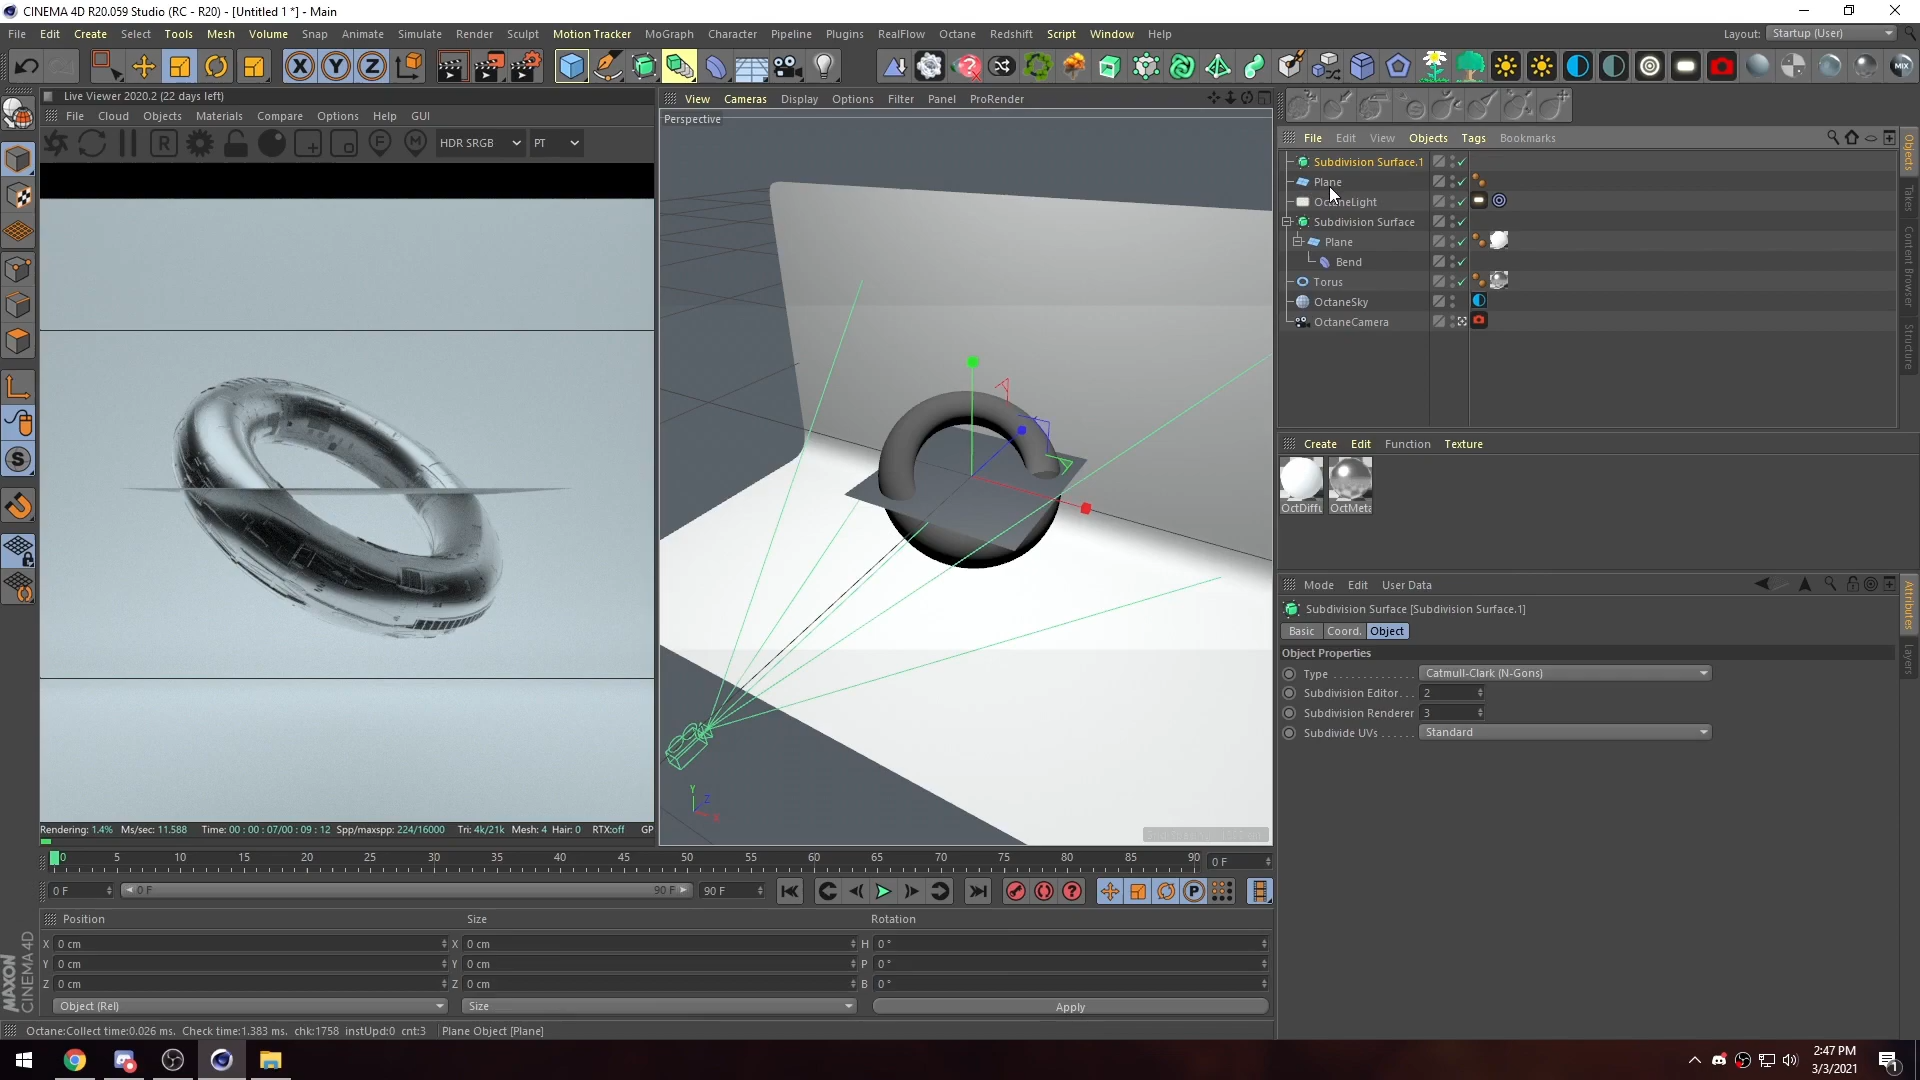 CINEMA 4D R20.059 Studio (RC - R20) - [Untitled 1 *] - Main
File Edit Create Select Tools Mesh Volume Snap Animate Simulate Render Sculpt Motion Tracker MoGraph Character Pipeline Plugins RealFlow Octane Redshift Script Window Help Layout: Startup (User)
X Y Z MIX
Live Viewer 2020.2 (22 days left)
File Cloud Objects Materials Compare Options Help GUI
R F M HDR SRGB PT
View Cameras Display Options Filter Panel ProRender
Perspective
File Edit View Objects Tags Bookmarks
Subdivision Surface.1
Plane
OctaneLight
Subdivision Surface
Plane
Bend
Torus
OctaneSky
OctaneCamera
Objects
Takes
Content Browser
Structure
Create Edit Function Texture
OctDiffu OctMeta
Mode Edit User Data
Subdivision Surface [Subdivision Surface.1]
Basic Coord. Object
Object Properties
Type Catmull-Clark (N-Gons)
Subdivision Editor 2
Subdivision Renderer 3
Subdivide UVs Standard
Attributes
Layers
Y Z X
Rendering: 1.4% Ms/sec: 11.588 Time: 00 : 00 : 07/00 : 09 : 12 Spp/maxspp: 224/16000 Tri: 4k/21k Mesh: 4 Hair: 0 RTX:off GP
0 5 10 15 20 25 30 35 40 45 50 55 60 65 70 75 80 85 90 0 F
0 F 0 F 90 F 90 F
Position Size Rotation
X 0 cm X 0 cm H 0 °
Y 0 cm Y 0 cm P 0 °
Z 0 cm Z 0 cm B 0 °
Object (Rel) Size Apply
MAXON CINEMA 4D
Octane:Collect time:0.026 ms. Check time:1.383 ms. chk:1758 instUpd:0 cnt:3 Plane Object [Plane]
2:47 PM
3/3/2021
1